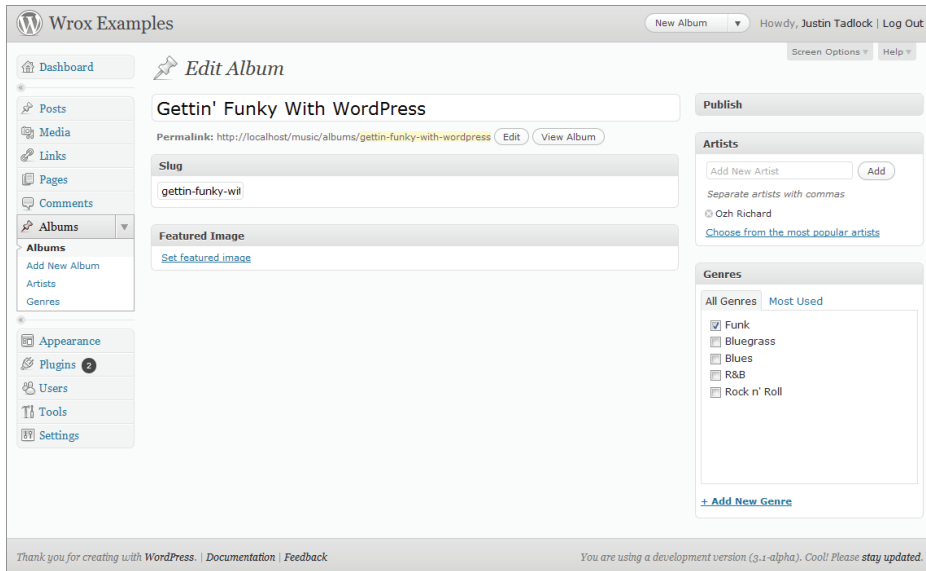 Wrox Examples
New Album
Howdy, Justin Tadlock | Log Out
Screen Options
Help
Dashboard
Posts
Media
Links
Pages
Comments
Albums
Albums
Add New Album
Artists
Genres
Appearance
Plugins 2
Users
Tools
Settings
Edit Album
Gettin' Funky With WordPress
Permalink: http://localhost/music/albums/gettin-funky-with-wordpress Edit View Album
Slug
gettin-funky-wit
Featured Image
Set featured image
Publish
Artists
Add New Artist Add
Separate artists with commas
Ozh Richard
Choose from the most popular artists
Genres
All Genres Most Used
Funk
Bluegrass
Blues
R&B
Rock n' Roll
+ Add New Genre
Thank you for creating with WordPress. | Documentation | Feedback
You are using a development version (3.1-alpha). Cool! Please stay updated.